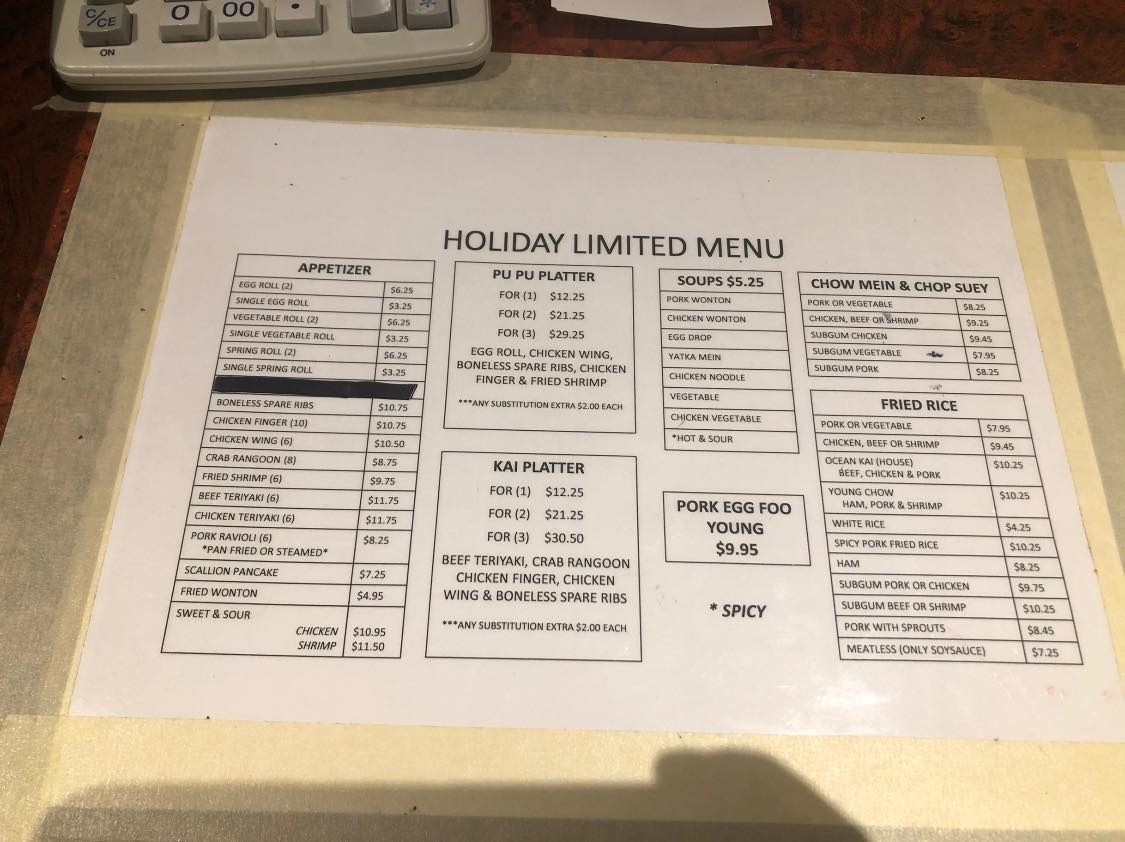 C/CE
0
00
.
*
ON
HOLIDAY LIMITED MENU
APPETIZER
EGG ROLL (2) $6.25
SINGLE EGG ROLL $3.25
VEGETABLE ROLL (2) $6.25
SINGLE VEGETABLE ROLL $3.25
SPRING ROLL (2) $6.25
SINGLE SPRING ROLL $3.25
BONELESS SPARE RIBS $10.75
CHICKEN FINGER (10) $10.75
CHICKEN WING (6) $10.50
CRAB RANGOON (8) $8.75
FRIED SHRIMP (6) $9.75
BEEF TERIYAKI (6) $11.75
CHICKEN TERIYAKI (6) $11.75
PORK RAVIOLI (6) $8.25
*PAN FRIED OR STEAMED*
SCALLION PANCAKE $7.25
FRIED WONTON $4.95
SWEET & SOUR
CHICKEN $10.95
SHRIMP $11.50
PU PU PLATTER
FOR (1) $12.25
FOR (2) $21.25
FOR (3) $29.25
EGG ROLL, CHICKEN WING,
BONELESS SPARE RIBS, CHICKEN
FINGER & FRIED SHRIMP
***ANY SUBSTITUTION EXTRA $2.00 EACH
KAI PLATTER
FOR (1) $12.25
FOR (2) $21.25
FOR (3) $30.50
BEEF TERIYAKI, CRAB RANGOON
CHICKEN FINGER, CHICKEN
WING & BONELESS SPARE RIBS
***ANY SUBSTITUTION EXTRA $2.00 EACH
SOUPS $5.25
PORK WONTON
CHICKEN WONTON
EGG DROP
YATKA MEIN
CHICKEN NOODLE
VEGETABLE
CHICKEN VEGETABLE
*HOT & SOUR
PORK EGG FOO
YOUNG
$9.95
* SPICY
CHOW MEIN & CHOP SUEY
PORK OR VEGETABLE $8.25
CHICKEN, BEEF OR SHRIMP $9.25
SUBGUM CHICKEN $9.45
SUBGUM VEGETABLE $7.95
SUBGUM PORK $8.25
FRIED RICE
PORK OR VEGETABLE $7.95
CHICKEN, BEEF OR SHRIMP $9.45
OCEAN KAI (HOUSE) $10.25
BEEF, CHICKEN & PORK
YOUNG CHOW $10.25
HAM, PORK & SHRIMP
WHITE RICE $4.25
SPICY PORK FRIED RICE $10.25
HAM $8.25
SUBGUM PORK OR CHICKEN $9.75
SUBGUM BEEF OR SHRIMP $10.25
PORK WITH SPROUTS $8.45
MEATLESS (ONLY SOYSAUCE) $7.25